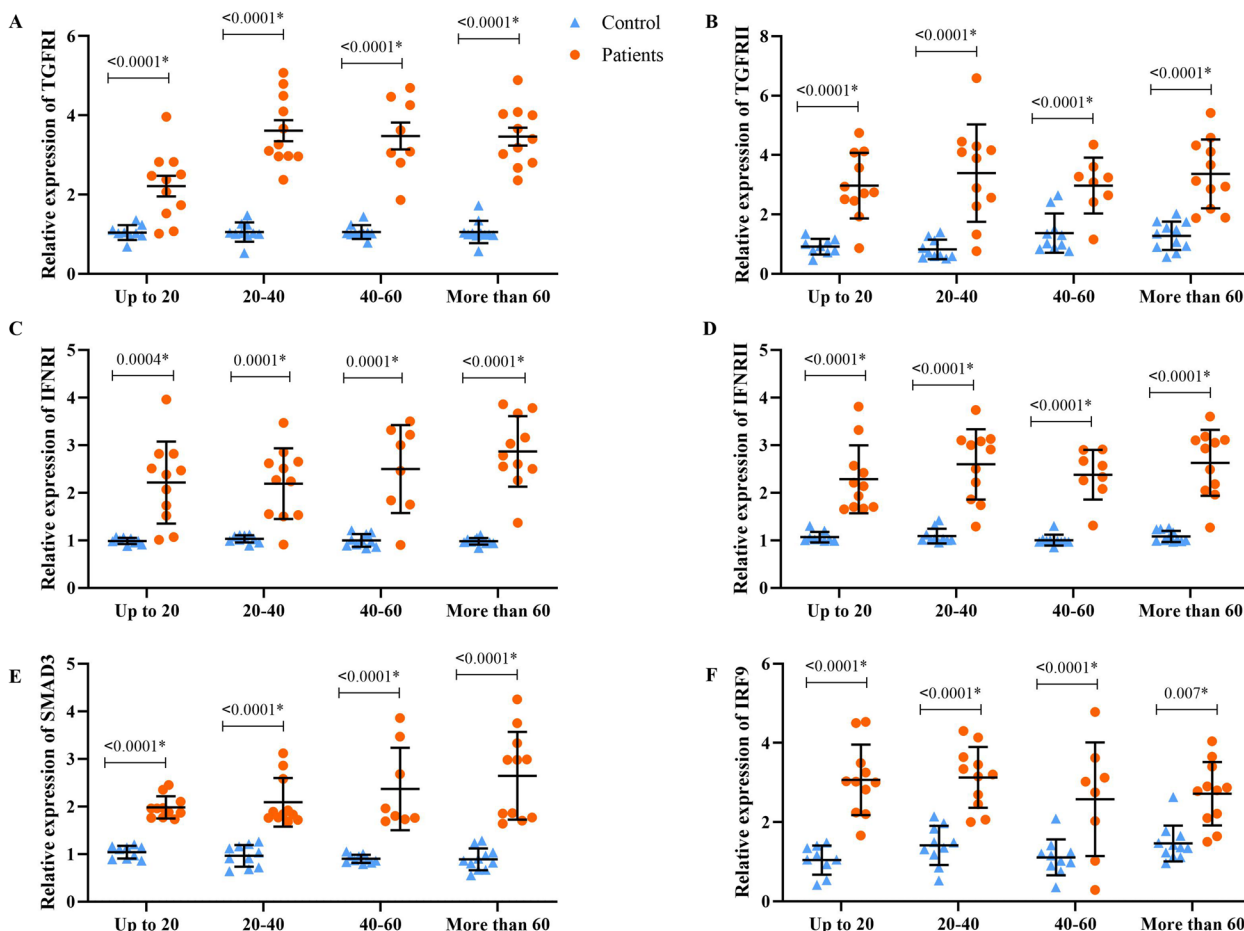 A
Relative expression of TGFRI
6
4
2
0
<0.0001*
<0.0001*
<0.0001*
<0.0001*
Up to 20
20-40
40-60
More than 60
Control
Patients
B
Relative expression of TGFRII
8
6
4
2
0
<0.0001*
<0.0001*
<0.0001*
<0.0001*
Up to 20
20-40
40-60
More than 60
C
Relative expression of IFNRI
5
4
3
2
1
0
0.0004*
0.0001*
0.0001*
<0.0001*
Up to 20
20-40
40-60
More than 60
D
Relative expression of IFNRII
5
4
3
2
1
0
<0.0001*
<0.0001*
<0.0001*
<0.0001*
Up to 20
20-40
40-60
More than 60
E
Relative expression of SMAD3
5
4
3
2
1
0
<0.0001*
<0.0001*
<0.0001*
<0.0001*
Up to 20
20-40
40-60
More than 60
F
Relative expression of IRF9
6
4
2
0
<0.0001*
<0.0001*
<0.0001*
0.007*
Up to 20
20-40
40-60
More than 60